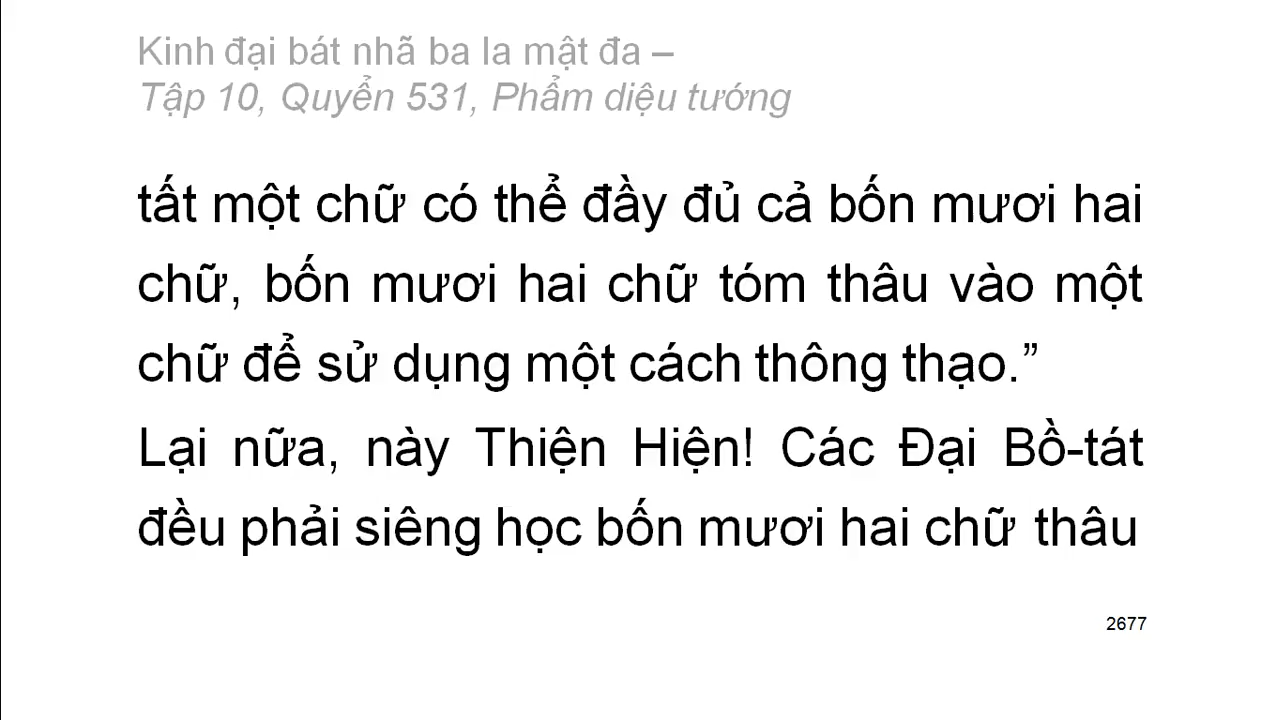 Kinh đại bát nhã ba la mật đa –
Tập 10, Quyển 531, Phẩm diệu tướng
tất một chữ có thể đầy đủ cả bốn mươi hai
chữ, bốn mươi hai chữ tóm thâu vào một
chữ để sử dụng một cách thông thạo.”
Lại nữa, này Thiện Hiện! Các Đại Bồ-tát
đều phải siêng học bốn mươi hai chữ thâu
2677